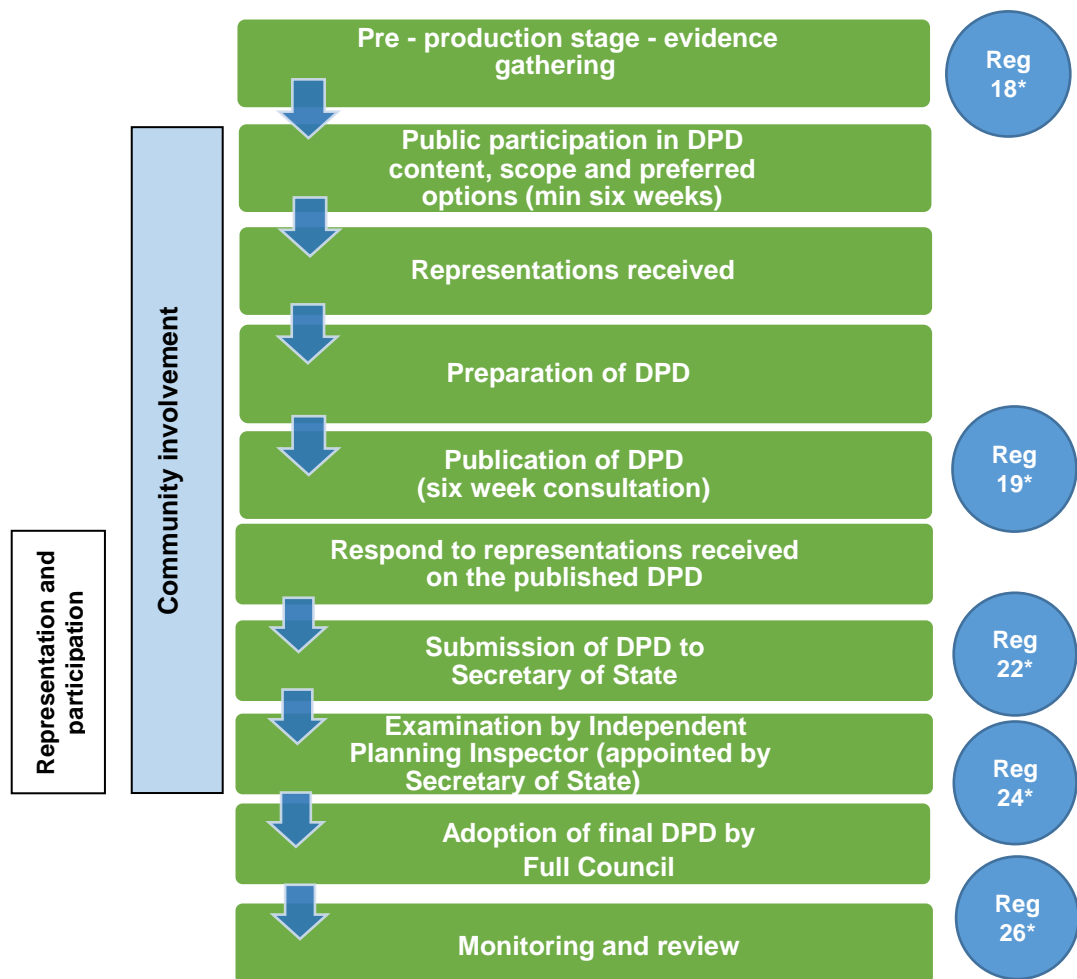 Pre - production stage - evidence
gathering
Reg
18*
Public participation in DPD
content, scope and preferred
options (min six weeks)
Representations received
Preparation of DPD
Publication of DPD
(six week consultation)
Reg
19*
Respond to representations received
on the published DPD
Submission of DPD to
Secretary of State
Reg
22*
Examination by Independent
Planning Inspector (appointed by
Secretary of State)
Reg
24*
Adoption of final DPD by
Full Council
Reg
26*
Monitoring and review
Community involvement
Representation and
participation